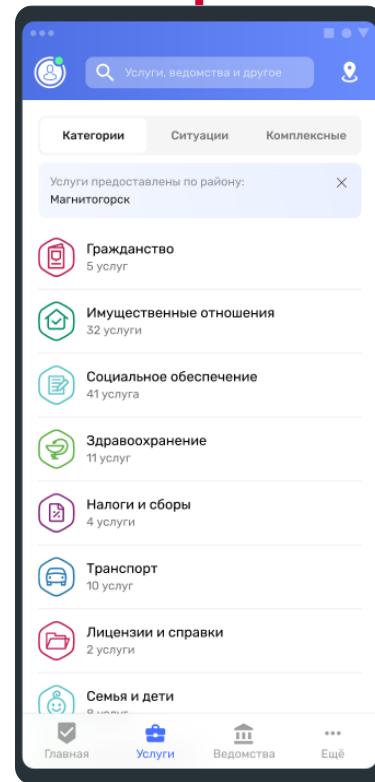 Услуги, ведомства и другое
Категории
Ситуации
Комплексные
Услуги предоставлены по району:
Магнитогорск
Гражданство
5 услуг
Имущественные отношения
32 услуги
Социальное обеспечение
41 услуга
Здравоохранение
11 услуг
Налоги и сборы
4 услуги
Транспорт
10 услуг
Лицензии и справки
2 услуги
Семья и дети
8 услуг
Главная
Услуги
Ведомства
Ещё